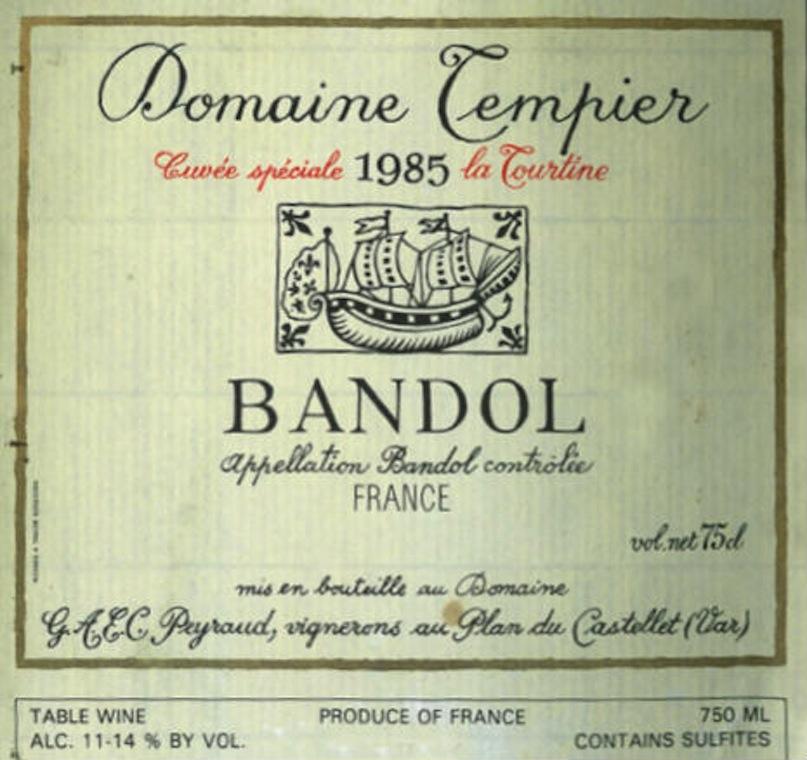 Domaine Tempier
Cuvée spéciale 1985 la Tourtine
BANDOL
Appellation Bandol contrôlée
FRANCE
vol.net 75cl
mis en bouteille au Domaine
G.A.E.C. Peyraud, vignerons au Plan du Castellet (Var)
TABLE WINE PRODUCE OF FRANCE 750 ML
ALC. 11-14 % BY VOL. CONTAINS SULFITES